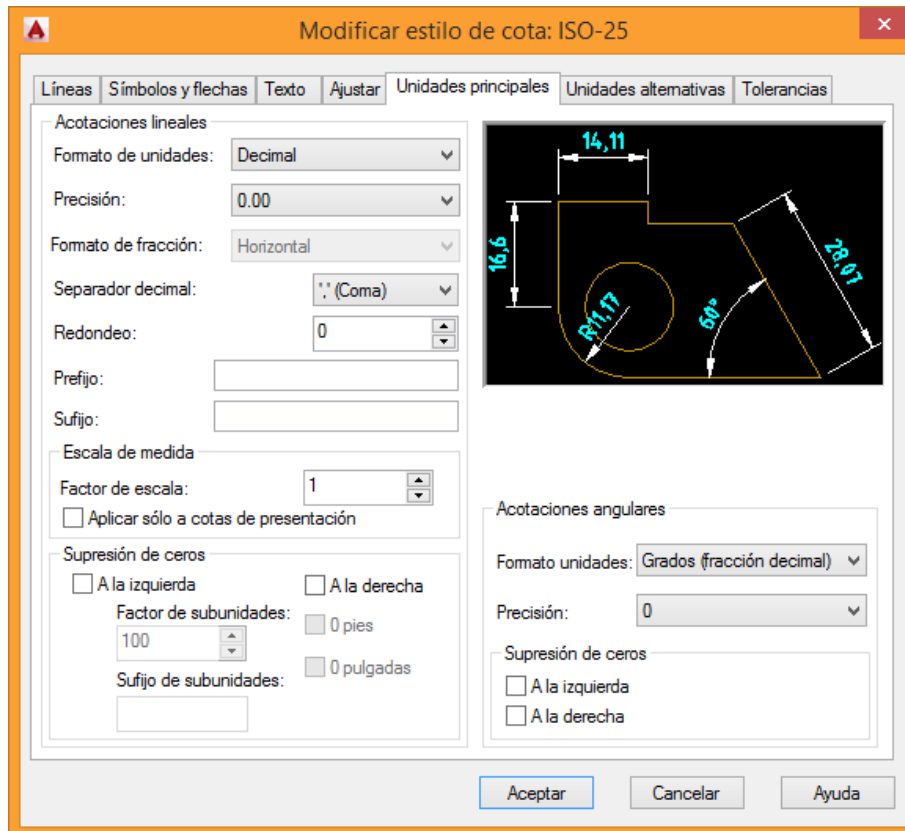 Modificar estilo de cota: ISO-25
Líneas
Símbolos y flechas
Texto
Ajustar
Unidades principales
Unidades alternativas
Tolerancias
Acotaciones lineales
Formato de unidades:
Decimal
Precisión:
0.00
Formato de fracción:
Horizontal
Separador decimal:
',' (Coma)
Redondeo:
0
Prefijo:
Sufijo:
Escala de medida
Factor de escala:
1
Aplicar sólo a cotas de presentación
Supresión de ceros
A la izquierda
A la derecha
Factor de subunidades:
100
0 pies
0 pulgadas
Sufijo de subunidades:
14,11
16,6
28,07
R11,17
60°
Acotaciones angulares
Formato unidades:
Grados (fracción decimal)
Precisión:
0
Supresión de ceros
A la izquierda
A la derecha
Aceptar
Cancelar
Ayuda